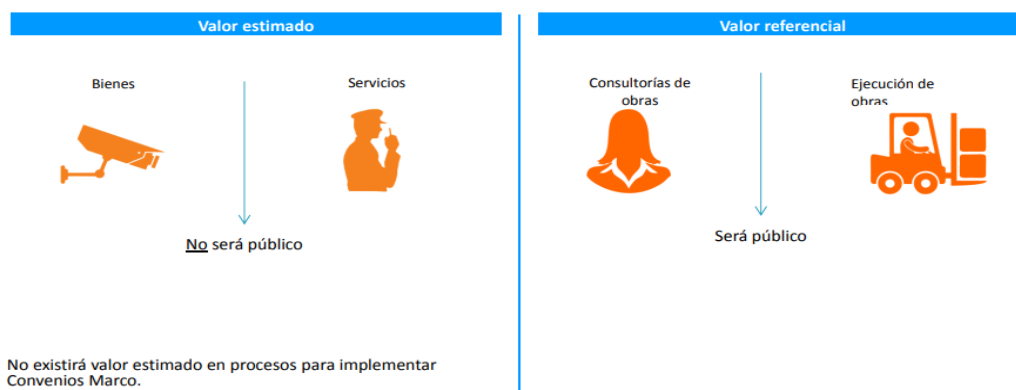 Valor estimado
Bienes
Servicios
No será público
No existirá valor estimado en procesos para implementar
Convenios Marco.
Valor referencial
Consultorías de
obras
Ejecución de
obras
Será público